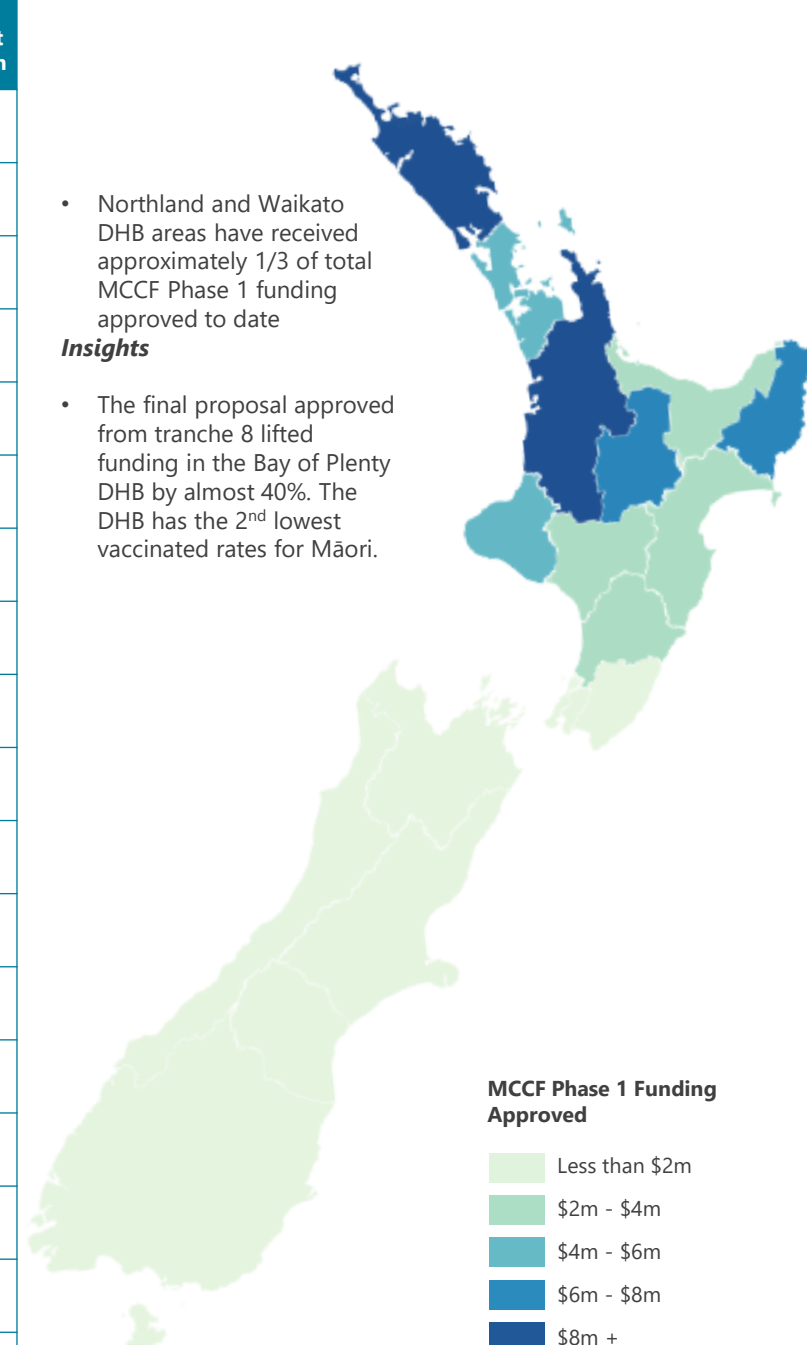 t
n
• Northland and Waikato
DHB areas have received
approximately 1/3 of total
MCCF Phase 1 funding
approved to date
Insights
• The final proposal approved
from tranche 8 lifted
funding in the Bay of Plenty
DHB by almost 40%. The
DHB has the 2nd lowest
vaccinated rates for Māori.
MCCF Phase 1 Funding
Approved
Less than $2m
$2m - $4m
$4m - $6m
$6m - $8m
$8m +